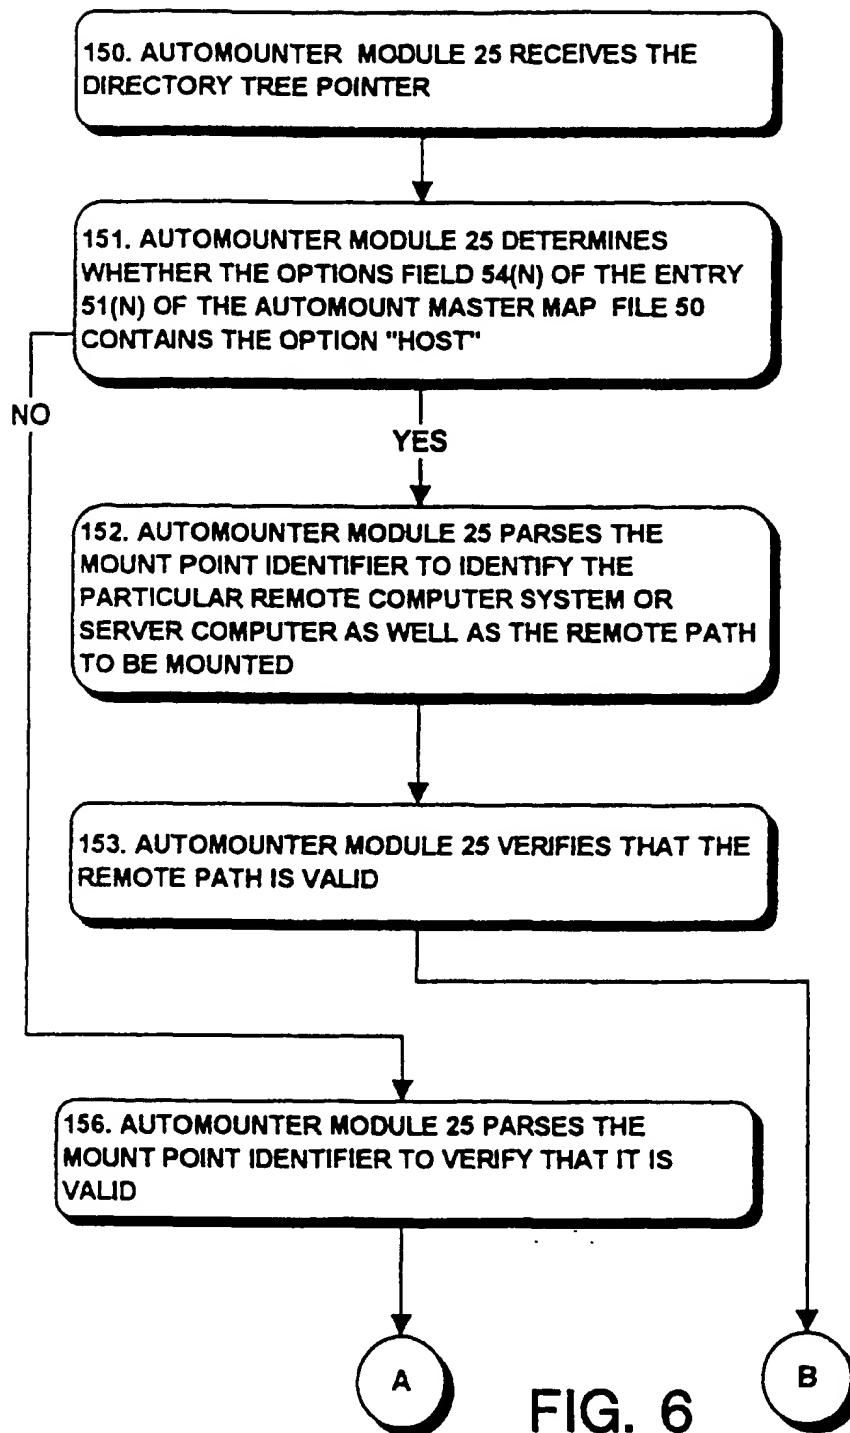 150. AUTOMOUNTER MODULE 25 RECEIVES THE
DIRECTORY TREE POINTER
151. AUTOMOUNTER MODULE 25 DETERMINES
WHETHER THE OPTIONS FIELD 54(N) OF THE ENTRY
51(N) OF THE AUTOMOUNT MASTER MAP FILE 50
CONTAINS THE OPTION "HOST"
NO
YES
152. AUTOMOUNTER MODULE 25 PARSES THE
MOUNT POINT IDENTIFIER TO IDENTIFY THE
PARTICULAR REMOTE COMPUTER SYSTEM OR
SERVER COMPUTER AS WELL AS THE REMOTE PATH
TO BE MOUNTED
153. AUTOMOUNTER MODULE 25 VERIFIES THAT THE
REMOTE PATH IS VALID
156. AUTOMOUNTER MODULE 25 PARSES THE
MOUNT POINT IDENTIFIER TO VERIFY THAT IT IS
VALID
A
B
FIG. 6